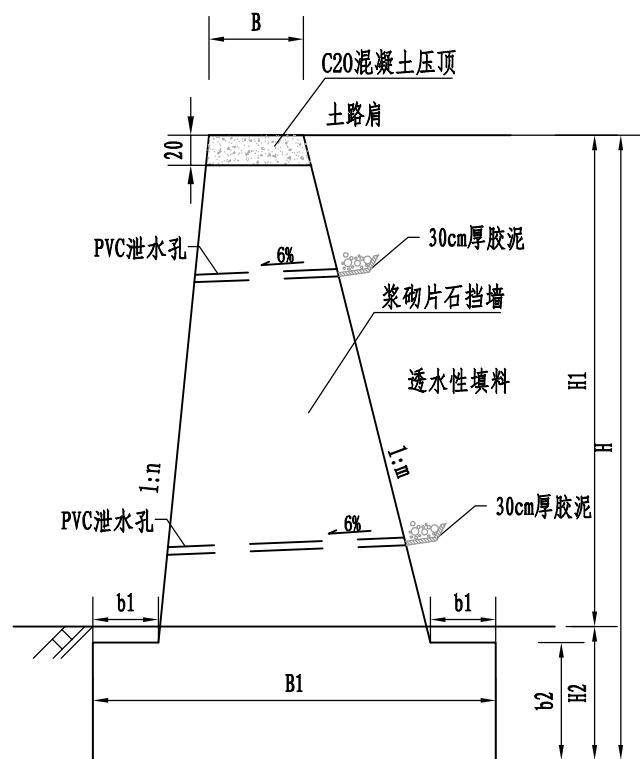 B
C20混凝土压顶
土路肩
20
PVC泄水孔
6%
30cm厚胶泥
浆砌片石挡墙
透水性填料
H1
H
1:n
1:m
PVC泄水孔
6%
30cm厚胶泥
b1
b1
B1
b2
H2